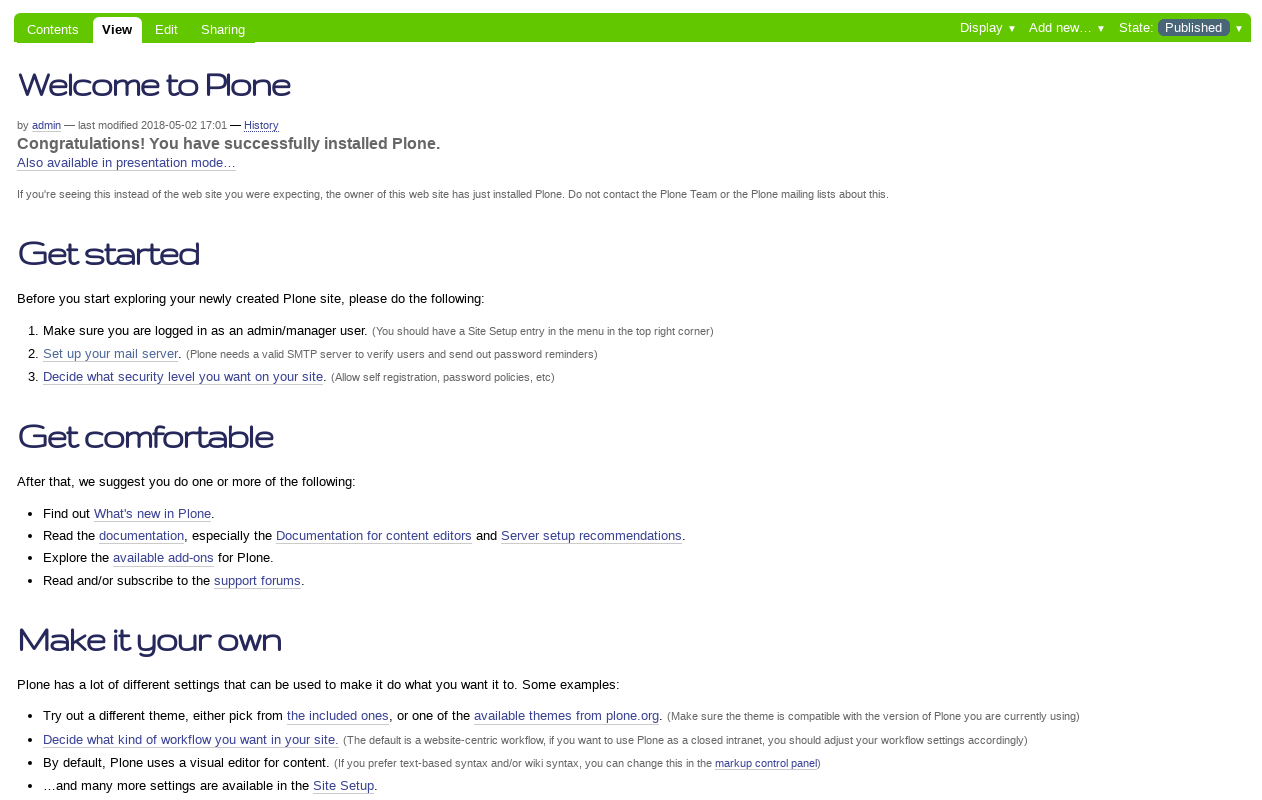 Contents View Edit Sharing Display ▼ Add new… ▼ State: Published ▼
Welcome to Plone
by admin — last modified 2018-05-02 17:01 — History
Congratulations! You have successfully installed Plone.
Also available in presentation mode…
If you're seeing this instead of the web site you were expecting, the owner of this web site has just installed Plone. Do not contact the Plone Team or the Plone mailing lists about this.
Get started
Before you start exploring your newly created Plone site, please do the following:
1. Make sure you are logged in as an admin/manager user. (You should have a Site Setup entry in the menu in the top right corner)
2. Set up your mail server. (Plone needs a valid SMTP server to verify users and send out password reminders)
3. Decide what security level you want on your site. (Allow self registration, password policies, etc)
Get comfortable
After that, we suggest you do one or more of the following:
• Find out What's new in Plone.
• Read the documentation, especially the Documentation for content editors and Server setup recommendations.
• Explore the available add-ons for Plone.
• Read and/or subscribe to the support forums.
Make it your own
Plone has a lot of different settings that can be used to make it do what you want it to. Some examples:
• Try out a different theme, either pick from the included ones, or one of the available themes from plone.org. (Make sure the theme is compatible with the version of Plone you are currently using)
• Decide what kind of workflow you want in your site. (The default is a website-centric workflow, if you want to use Plone as a closed intranet, you should adjust your workflow settings accordingly)
• By default, Plone uses a visual editor for content. (If you prefer text-based syntax and/or wiki syntax, you can change this in the markup control panel)
• …and many more settings are available in the Site Setup.